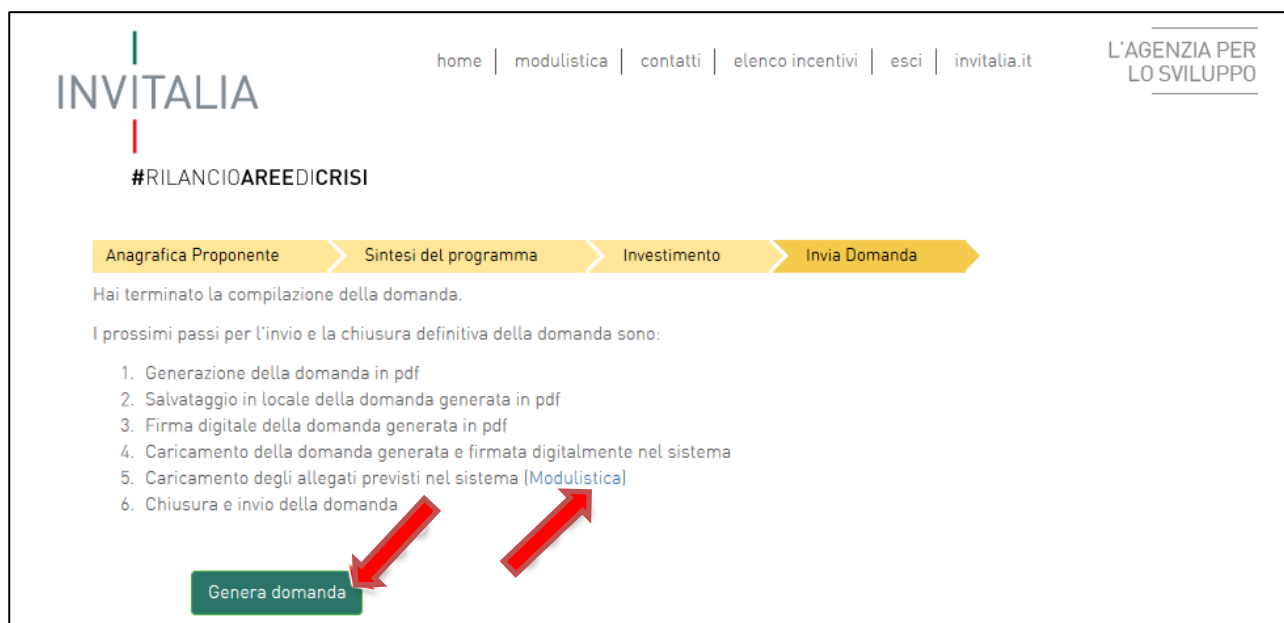 INVITALIA
home | modulistica | contatti | elenco incentivi | esci | invitalia.it
L'AGENZIA PER
LO SVILUPPO
#RILANCIOAREEDICRISI
Anagrafica Proponente
Sintesi del programma
Investimento
Invia Domanda
Hai terminato la compilazione della domanda.
I prossimi passi per l'invio e la chiusura definitiva della domanda sono:
1. Generazione della domanda in pdf
2. Salvataggio in locale della domanda generata in pdf
3. Firma digitale della domanda generata in pdf
4. Caricamento della domanda generata e firmata digitalmente nel sistema
5. Caricamento degli allegati previsti nel sistema (Modulistica)
6. Chiusura e invio della domanda
Genera domanda